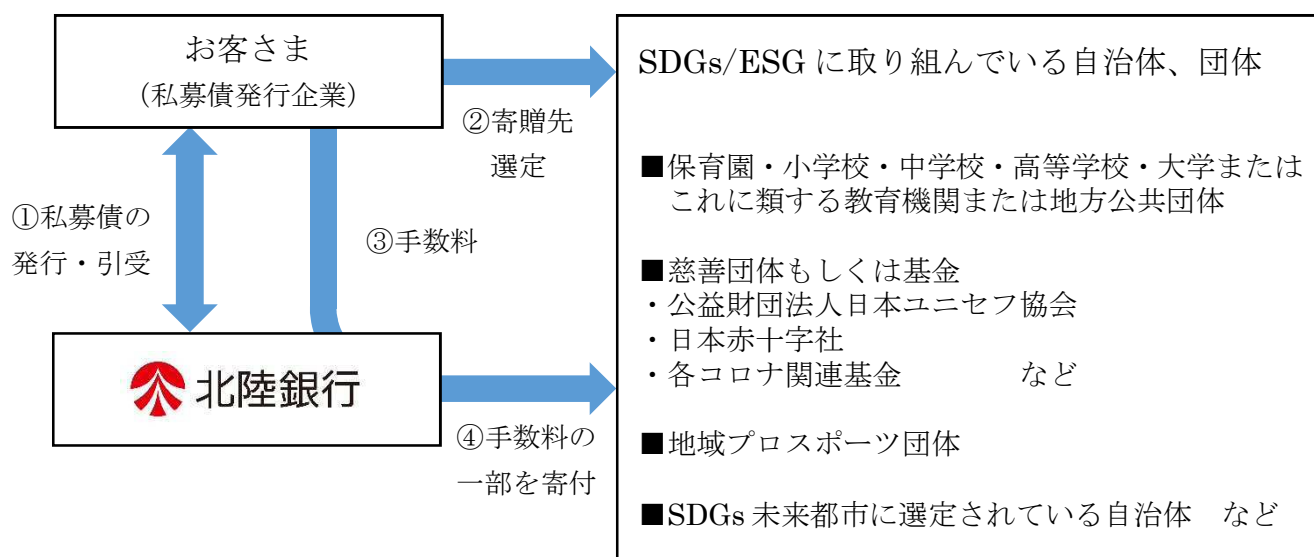 お客さま
（私募債発行企業）
②寄贈先
選定
①私募債の
発行・引受
③手数料
北陸銀行
④手数料の
一部を寄付
SDGs/ESG に取り組んでいる自治体、団体
■保育園・小学校・中学校・高等学校・大学または
これに類する教育機関または地方公共団体
■慈善団体もしくは基金
・公益財団法人日本ユニセフ協会
・日本赤十字社
・各コロナ関連基金　　　　など
■地域プロスポーツ団体
■SDGs 未来都市に選定されている自治体　など